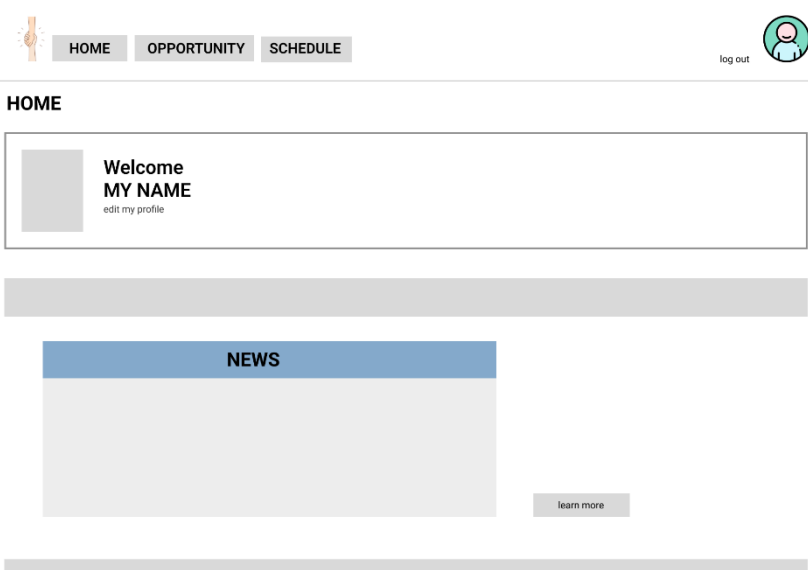 HOME
OPPORTUNITY
SCHEDULE
log out
HOME
Welcome
MY NAME
edit my profile
NEWS
learn more